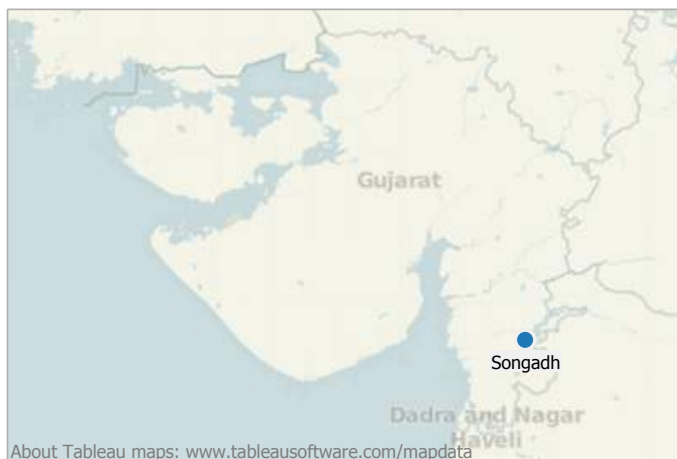 Gujarat
Songadh
Dadra and Nagar
Haveli
About Tableau maps: www.tableausoftware.com/mapdata